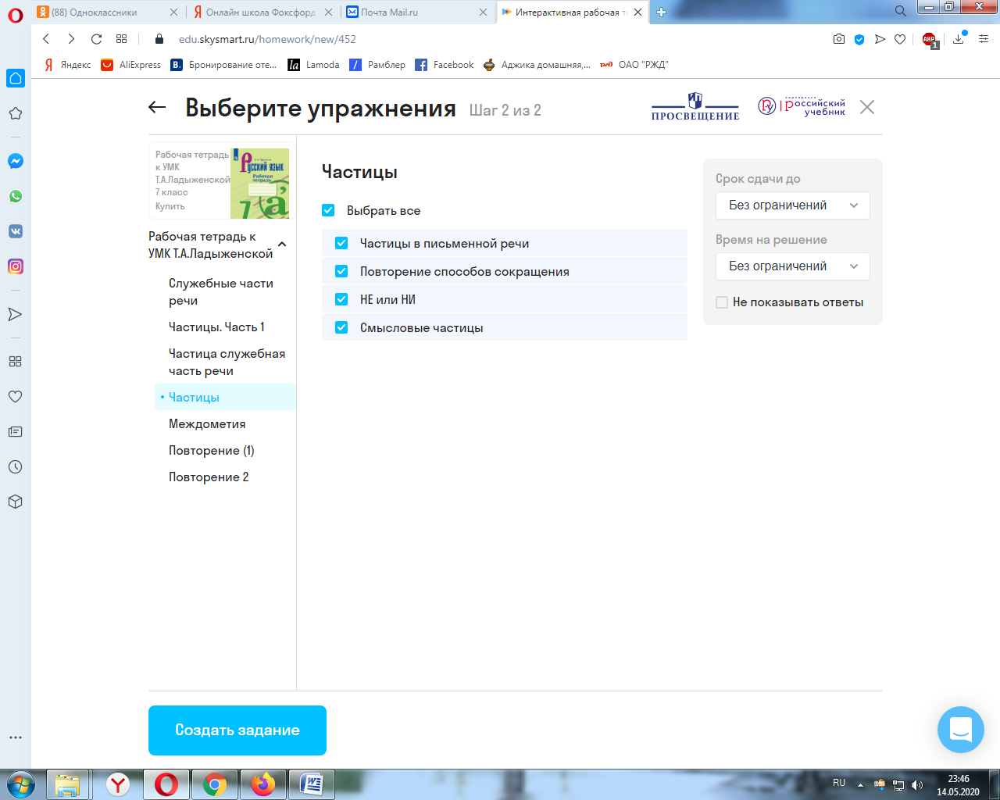 (88) Одноклассники
Онлайн школа Фоксфорд
Почта Mail.ru
Интерактивная рабочая т
edu.skysmart.ru/homework/new/452
ABP
1
Яндекс
AliExpress
B.
Бронирование оте...
la
Lamoda
Рамблер
Facebook
Аджика домашняя,...
ОАО "РЖД"
Выберите упражнения
Шаг 2 из 2
ИП
ПРОСВЕЩЕНИЕ
российский
учебник
Рабочая тетрадь
к УМК
Т.А.Ладыженской
7 класс
Купить
Русский язык
Рабочая
тетрадь
7
Рабочая тетрадь к
УМК Т.А.Ладыженской
Служебные части
речи
Частицы. Часть 1
Частица служебная
часть речи
Частицы
Междометия
Повторение (1)
Повторение 2
Частицы
Выбрать все
Частицы в письменной речи
Повторение способов сокращения
НЕ или НИ
Смысловые частицы
Срок сдачи до
Без ограничений
Время на решение
Без ограничений
Не показывать ответы
Создать задание
RU
23:46
14.05.2020